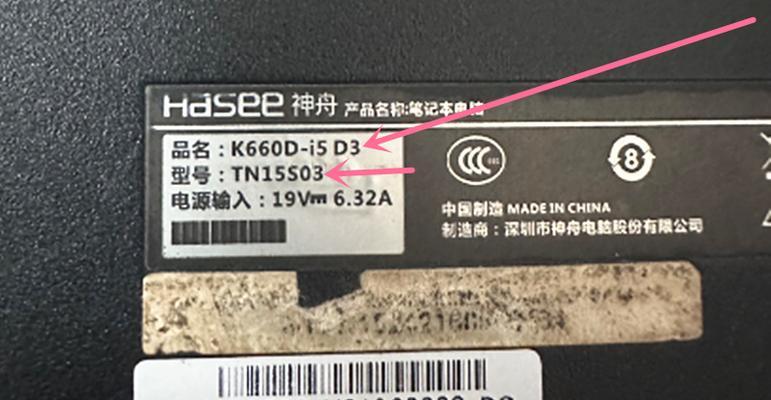 Hasee 神舟 产品名称:笔记本电脑
品名：K660D-i5 D3
型号：TN15S03
电源输入：19V⎓ 6.32A
CCC
8
中国制造 MADE IN CHINA
制造商：深圳市神舟电脑股份有限公司